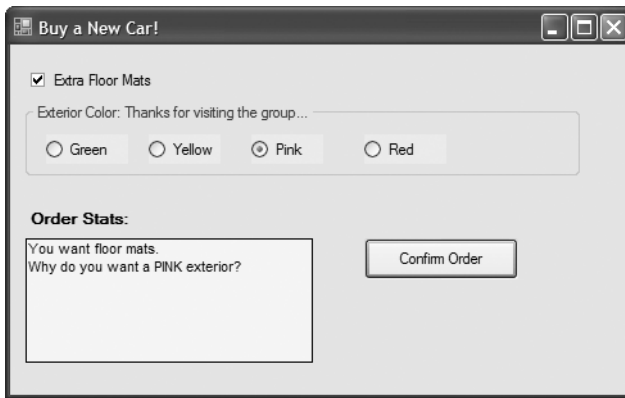 Buy a New Car!
Extra Floor Mats
Exterior Color: Thanks for visiting the group...
Green Yellow Pink Red
Order Stats:
You want floor mats.
Why do you want a PINK exterior?
Confirm Order